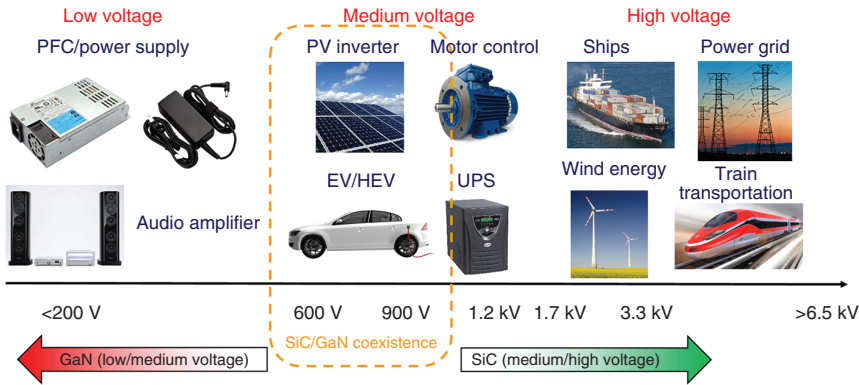 Low voltage
Medium voltage
High voltage
PFC/power supply
PV inverter
Motor control
Ships
Power grid
Audio amplifier
EV/HEV
UPS
Wind energy
Train
transportation
<200 V
600 V
900 V
1.2 kV
1.7 kV
3.3 kV
>6.5 kV
SiC/GaN coexistence
GaN (low/medium voltage)
SiC (medium/high voltage)